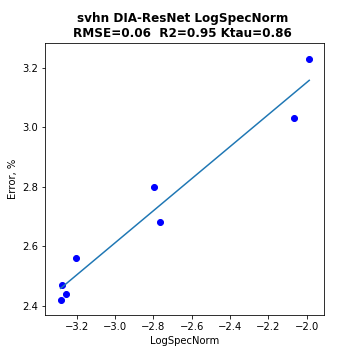 svhn DIA-ResNet LogSpecNorm
RMSE=0.06 R2=0.95 Ktau=0.86
3.2
3.0
2.8
2.6
2.4
Error, %
−3.2 −3.0 −2.8 −2.6 −2.4 −2.2 −2.0
LogSpecNorm